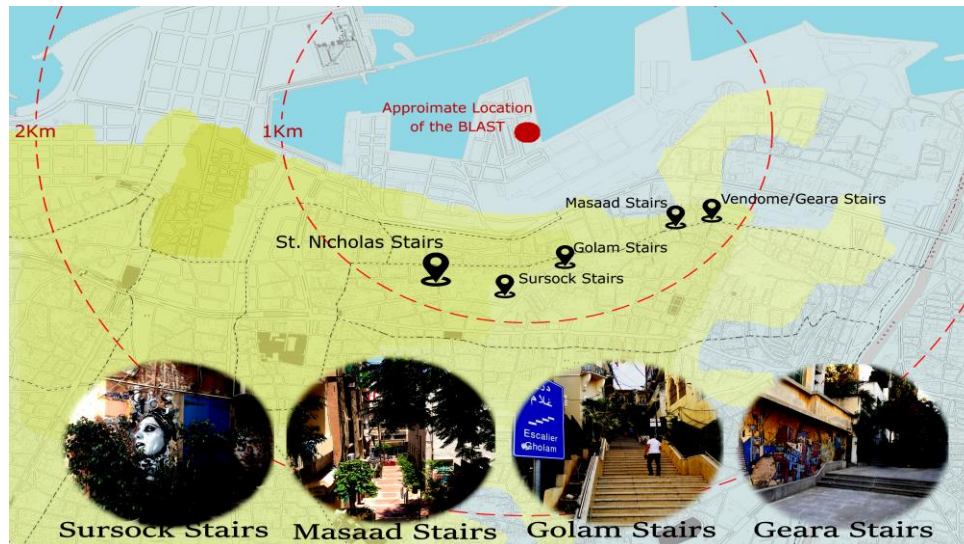 2Km
1Km
Approimate Location
of the BLAST
Masaad Stairs
Vendome/Geara Stairs
St. Nicholas Stairs
Golam Stairs
Sursock Stairs
غلام
Escalier
Gholam
Sursock Stairs
Masaad Stairs
Golam Stairs
Geara Stairs